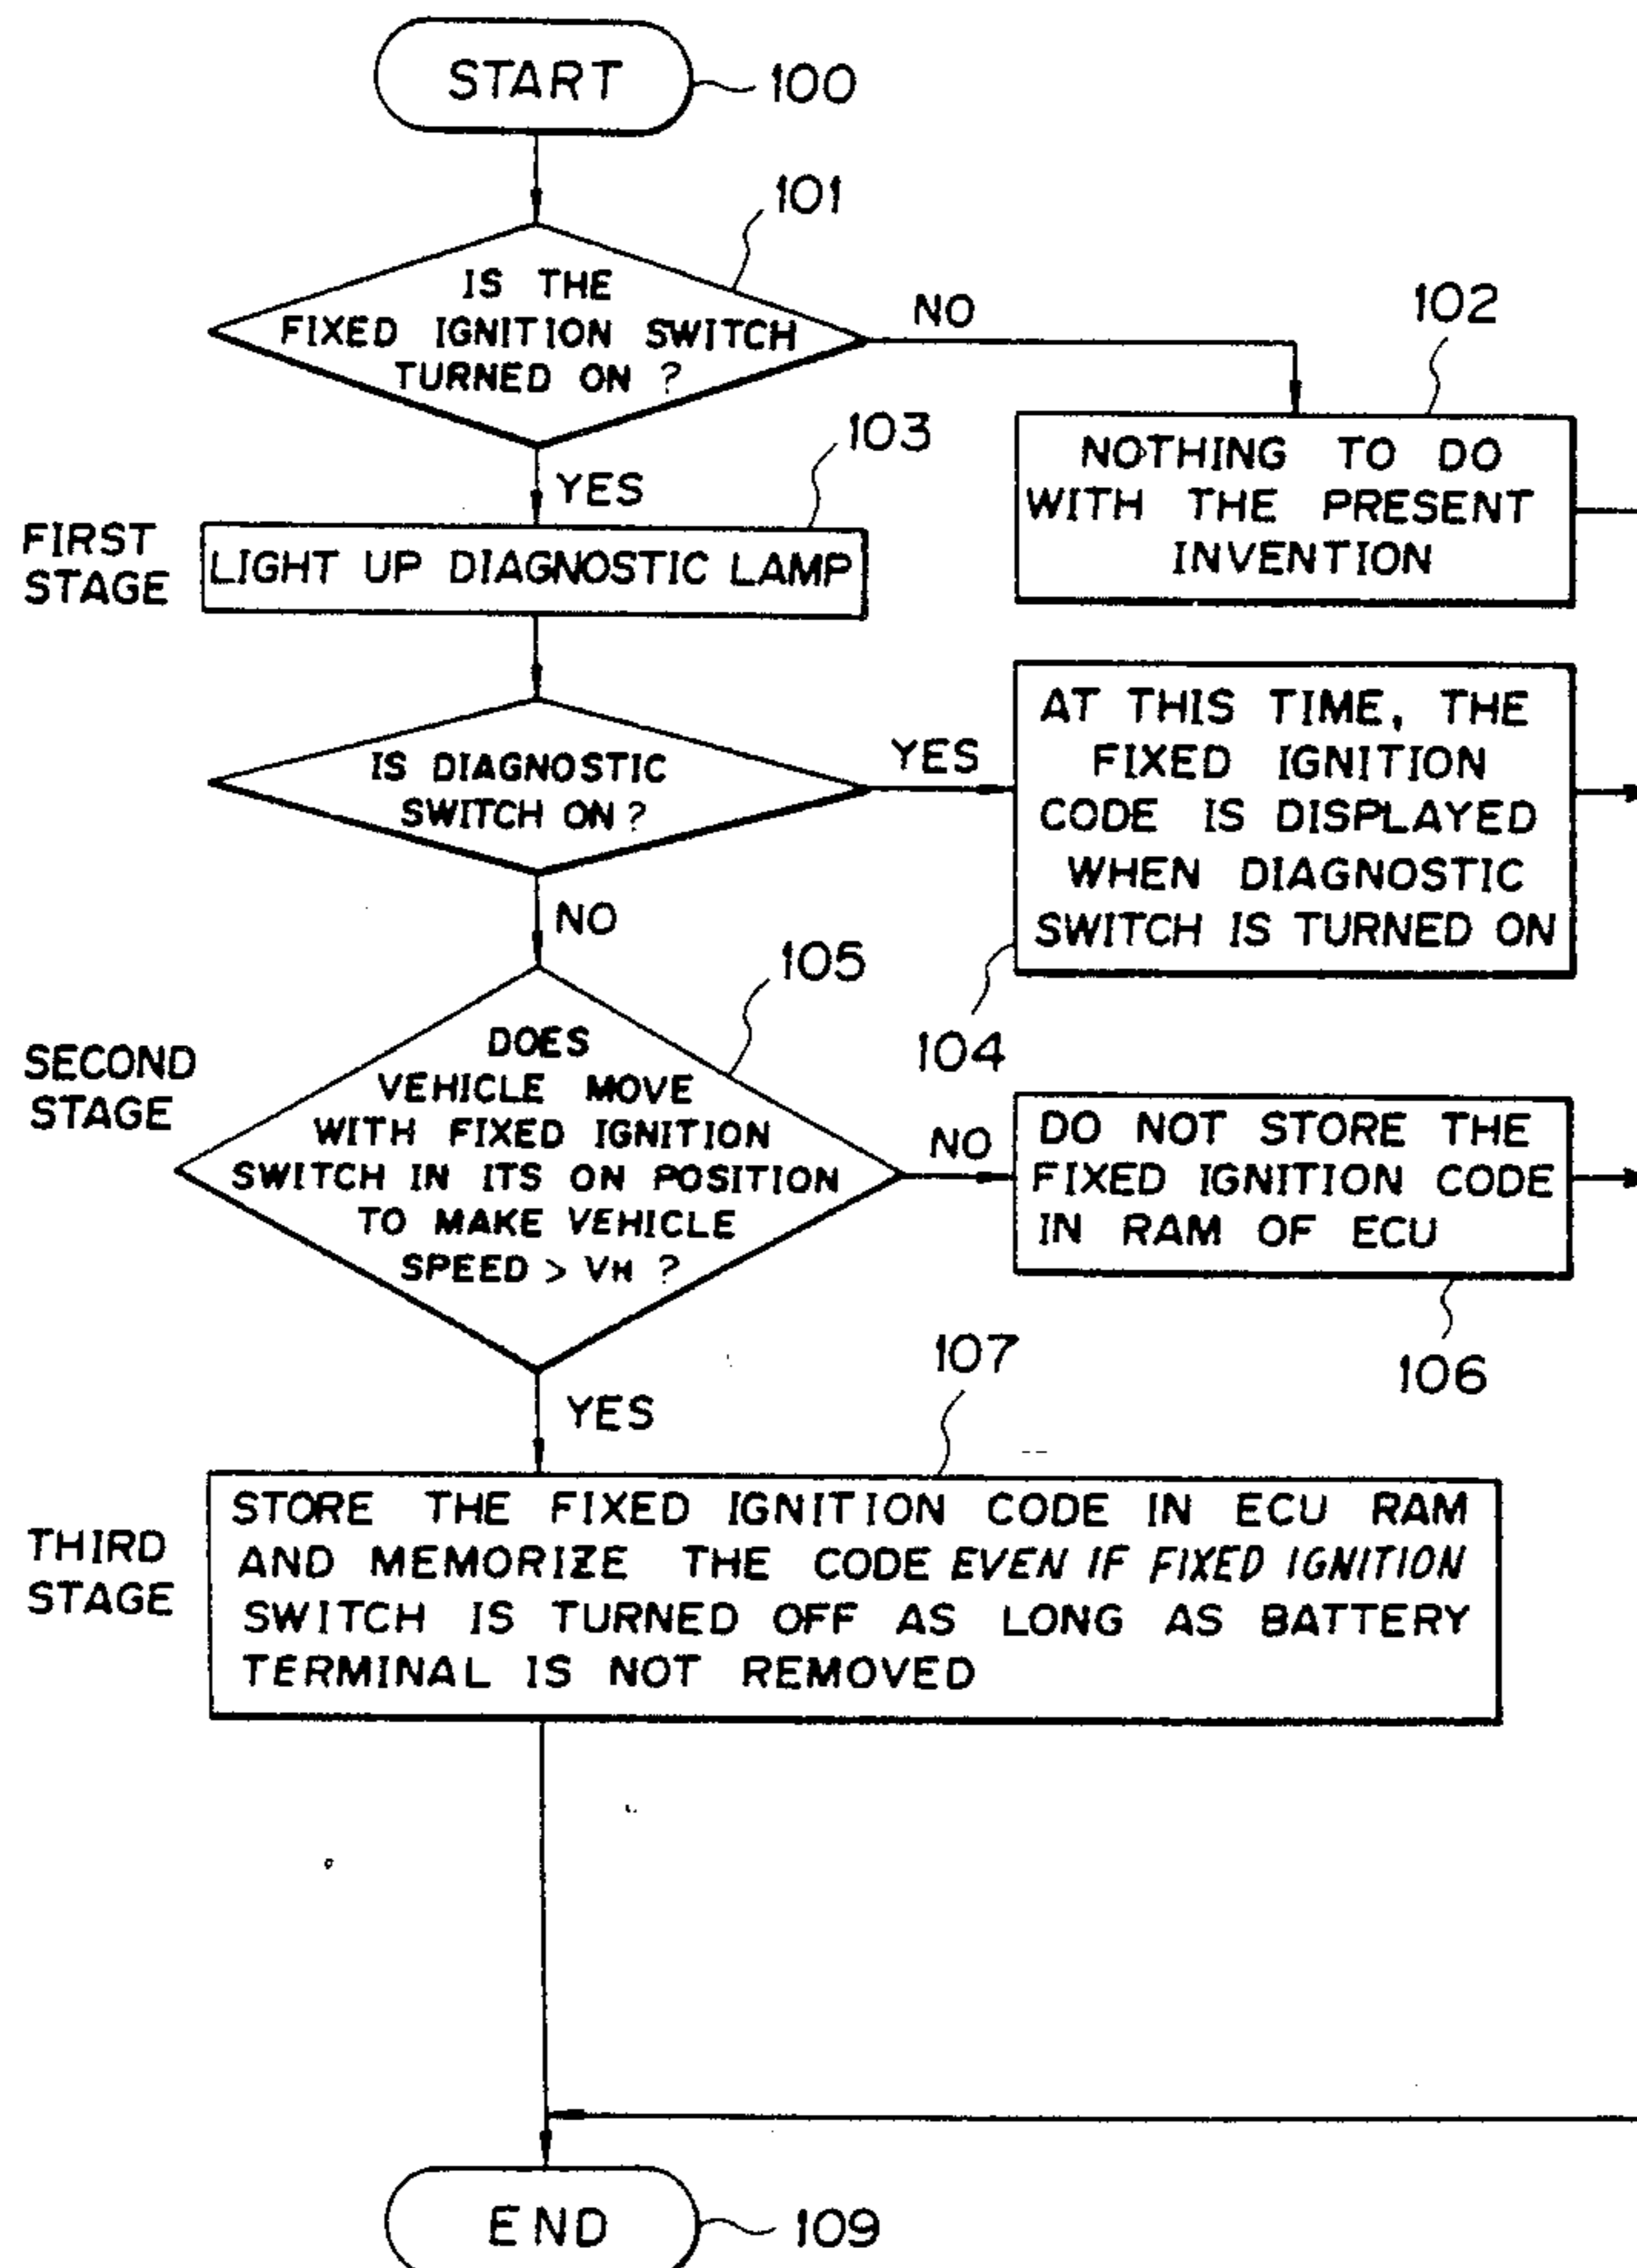 START
100
101
IS THE
FIXED IGNITION SWITCH
TURNED ON ?
NO
102
NOTHING TO DO
WITH THE PRESENT
INVENTION
YES
103
FIRST
STAGE
LIGHT UP DIAGNOSTIC LAMP
IS DIAGNOSTIC
SWITCH ON ?
YES
AT THIS TIME, THE
FIXED IGNITION
CODE IS DISPLAYED
WHEN DIAGNOSTIC
SWITCH IS TURNED ON
104
NO
105
SECOND
STAGE
DOES
VEHICLE MOVE
WITH FIXED IGNITION
SWITCH IN ITS ON POSITION
TO MAKE VEHICLE
SPEED > VH ?
NO
DO NOT STORE THE
FIXED IGNITION CODE
IN RAM OF ECU
106
YES
107
THIRD
STAGE
STORE THE FIXED IGNITION CODE IN ECU RAM
AND MEMORIZE THE CODE EVEN IF FIXED IGNITION
SWITCH IS TURNED OFF AS LONG AS BATTERY
TERMINAL IS NOT REMOVED
END
109